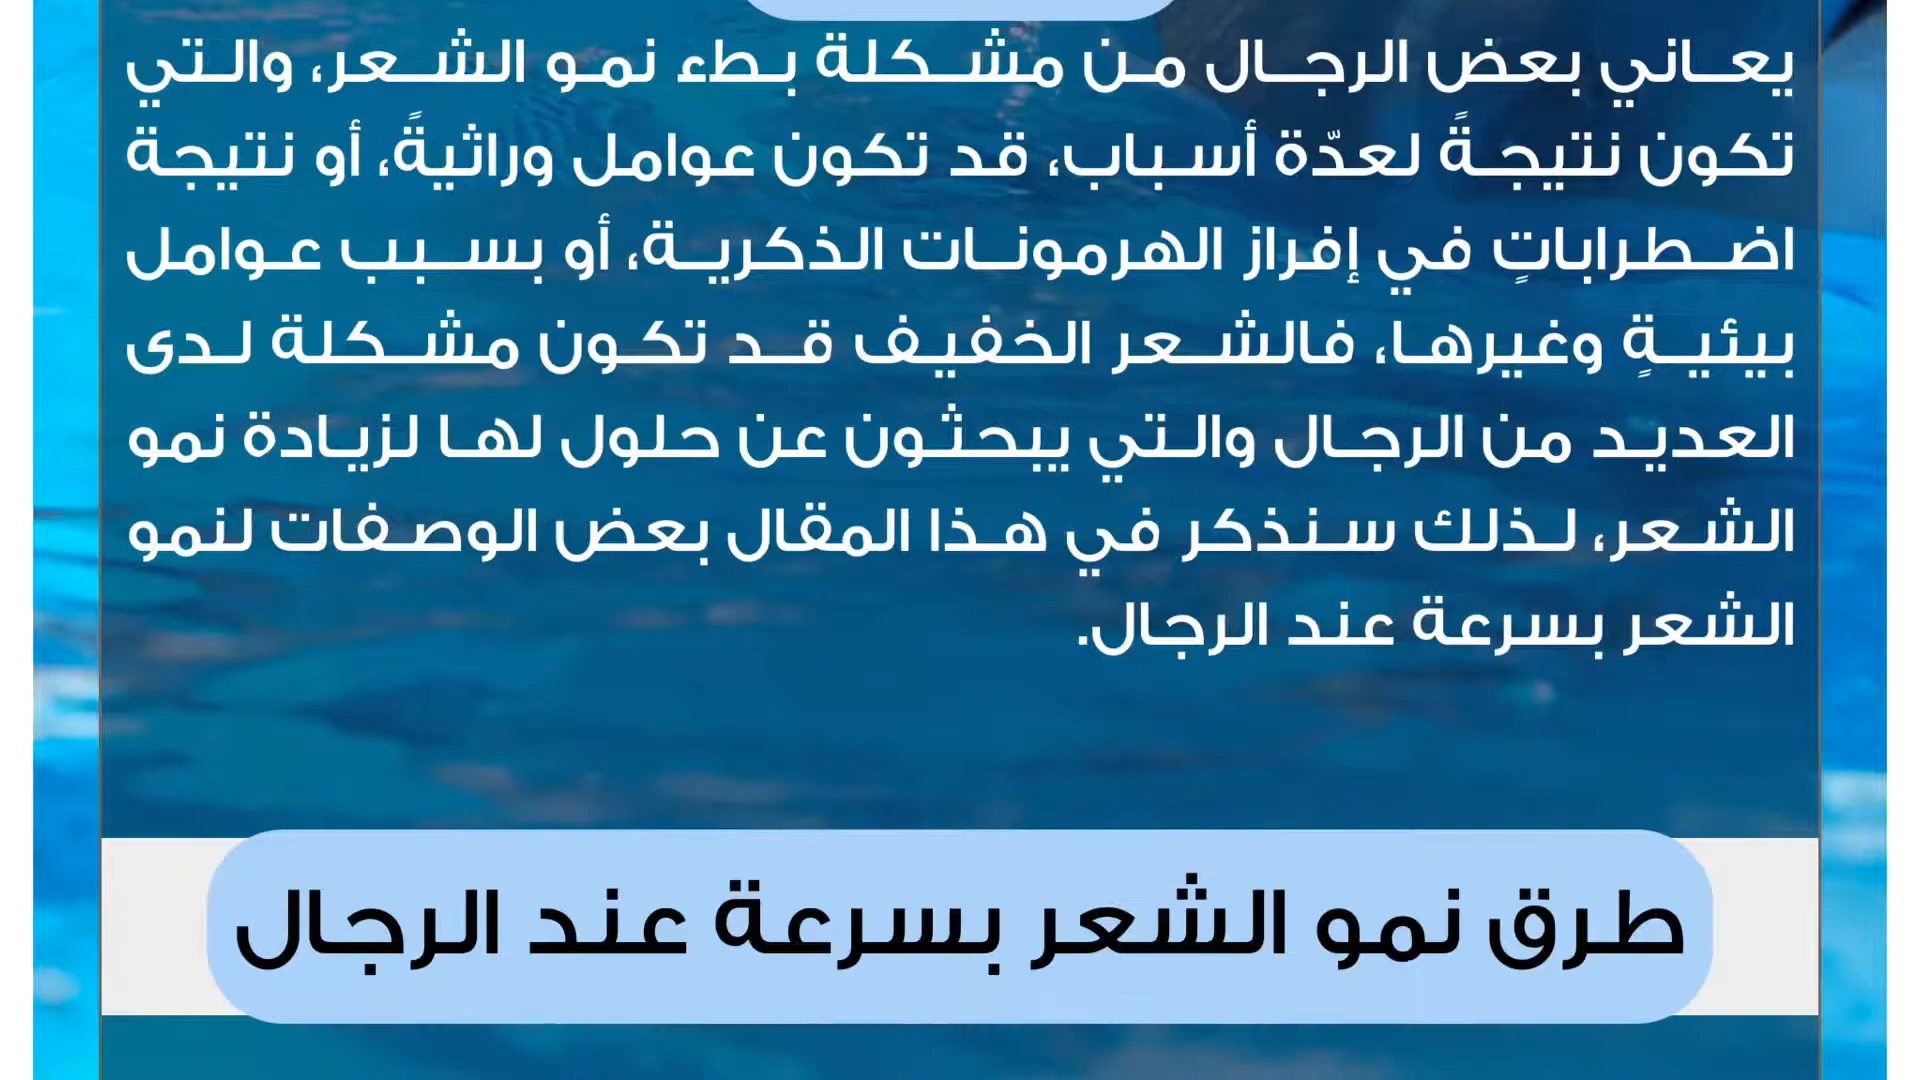 يعاني بعض الرجال من مشكلة بطء نمو الشعر، والتي
تكون نتيجةً لعدّة أسباب، قد تكون عوامل وراثيةً، أو نتيجة
اضطراباتٍ في إفراز الهرمونات الذكرية، أو بسبب عوامل
بيئيةٍ وغيرها، فالشعر الخفيف قد تكون مشكلة لدى
العديد من الرجال والتي يبحثون عن حلول لها لزيادة نمو
الشعر، لذلك سنذكر في هذا المقال بعض الوصفات لنمو
الشعر بسرعة عند الرجال.
طرق نمو الشعر بسرعة عند الرجال